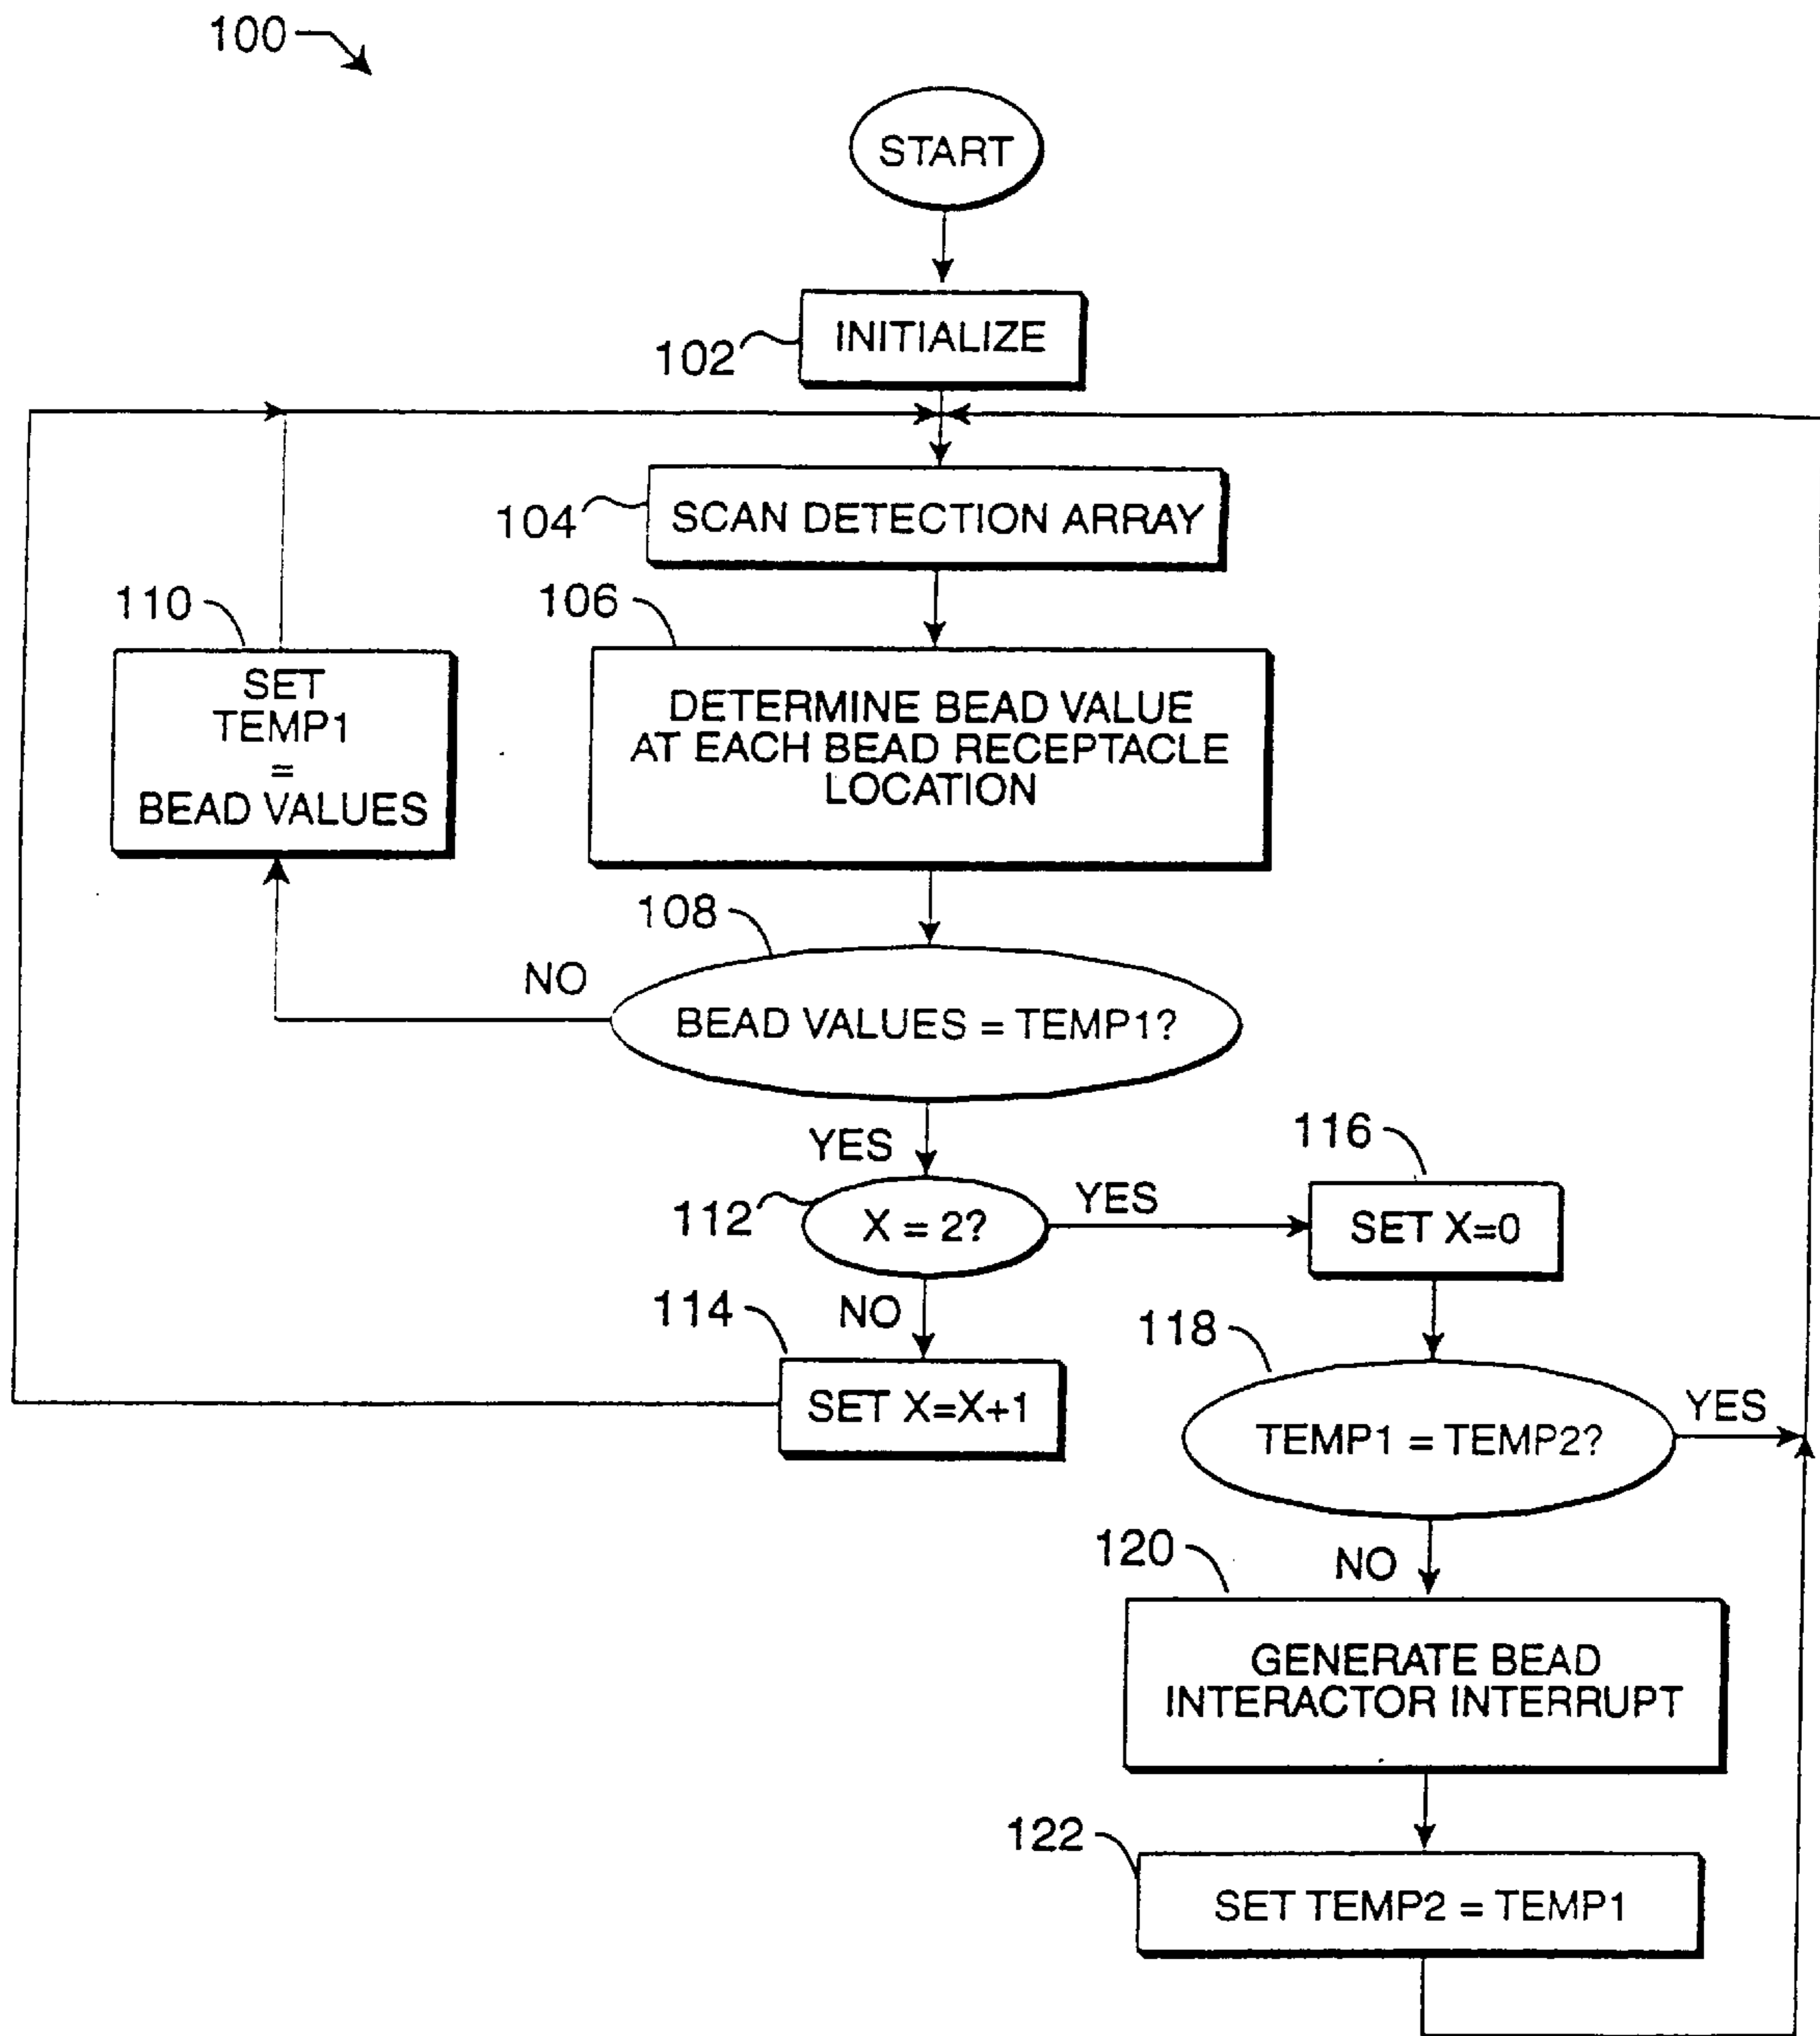 100
START
102
INITIALIZE
104
SCAN DETECTION ARRAY
110
SET
TEMP1
=
BEAD VALUES
106
DETERMINE BEAD VALUE
AT EACH BEAD RECEPTACLE
LOCATION
108
NO
BEAD VALUES = TEMP1?
YES
112
X = 2?
YES
116
SET X=0
NO
114
SET X=X+1
118
TEMP1 = TEMP2?
YES
NO
120
GENERATE BEAD
INTERACTOR INTERRUPT
122
SET TEMP2 = TEMP1